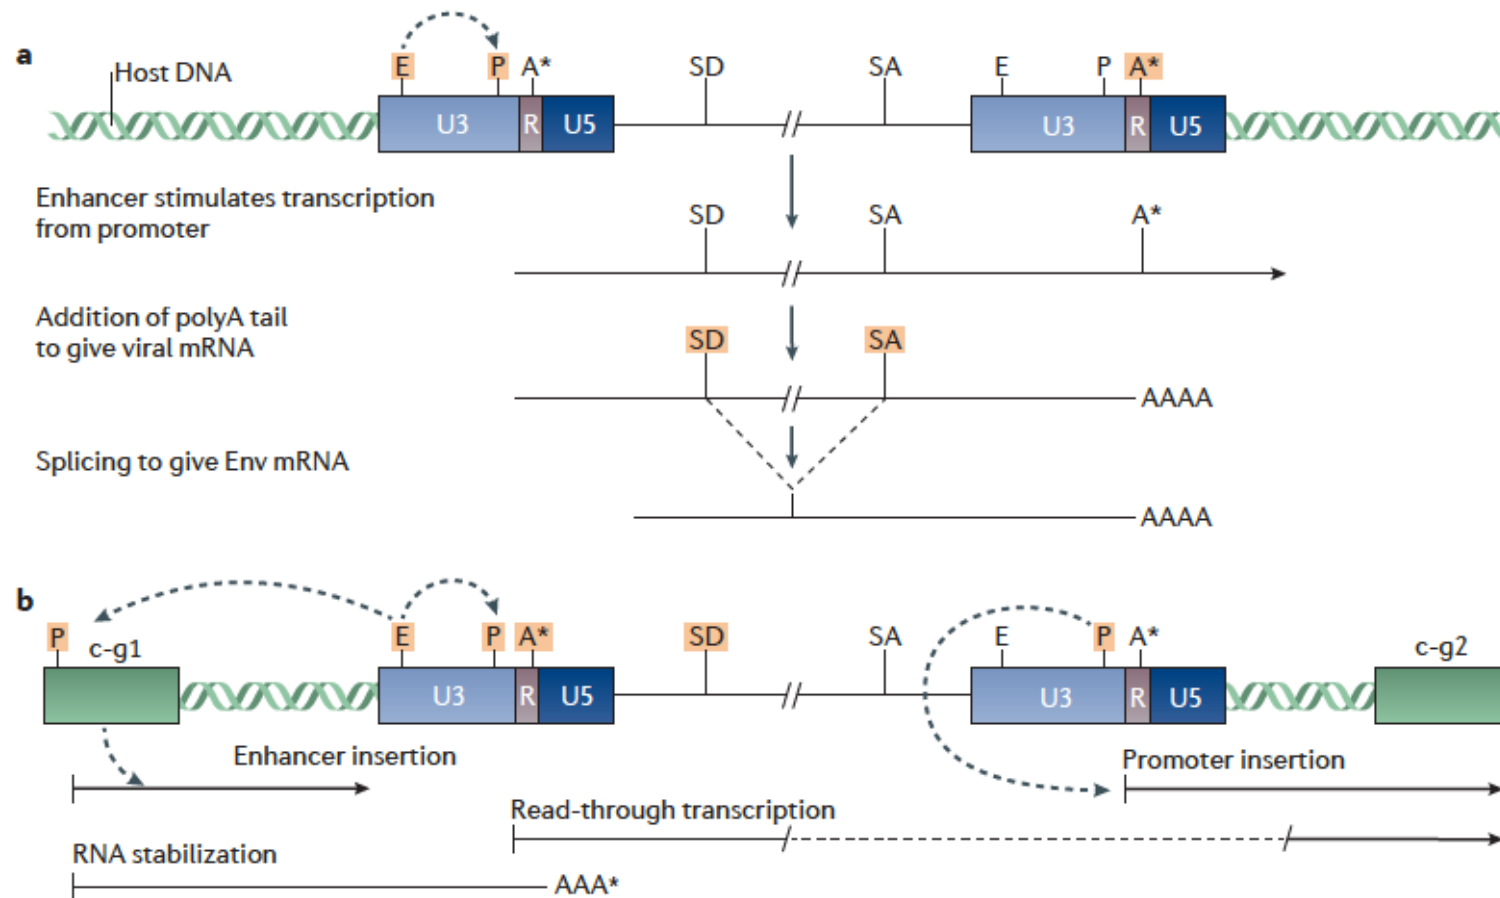 a
Host DNA
E P A* SD SA E P A*
U3 R U5 U3 R U5
Enhancer stimulates transcription
from promoter
SD SA A*
Addition of polyA tail
to give viral mRNA
SD SA
AAAA
Splicing to give Env mRNA
AAAA
b
P c-g1 E P A* SD SA E P A* c-g2
U3 R U5 U3 R U5
Enhancer insertion
Promoter insertion
Read-through transcription
RNA stabilization
AAA*